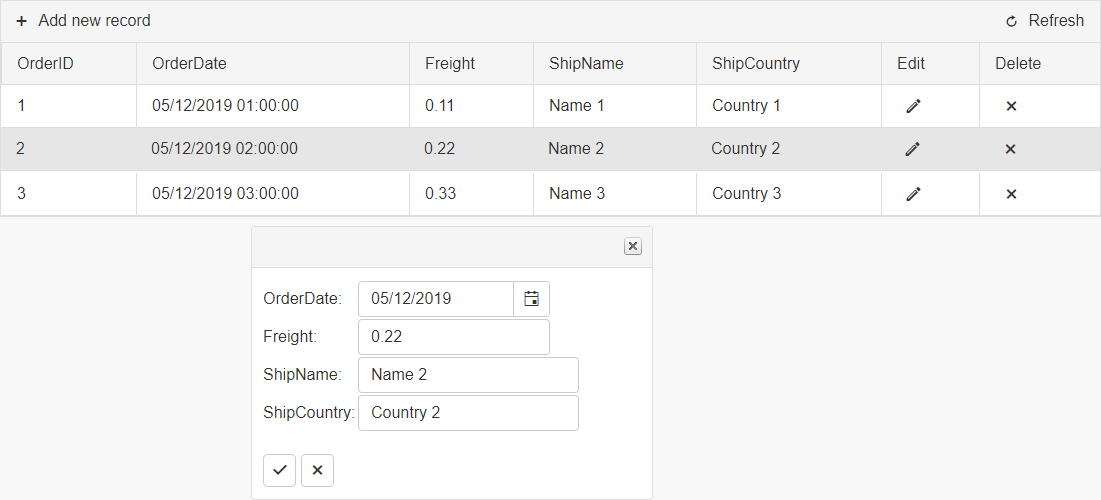 Add new record Refresh
OrderID OrderDate Freight ShipName ShipCountry Edit Delete
1 05/12/2019 01:00:00 0.11 Name 1 Country 1
2 05/12/2019 02:00:00 0.22 Name 2 Country 2
3 05/12/2019 03:00:00 0.33 Name 3 Country 3
OrderDate: 05/12/2019
Freight: 0.22
ShipName: Name 2
ShipCountry: Country 2